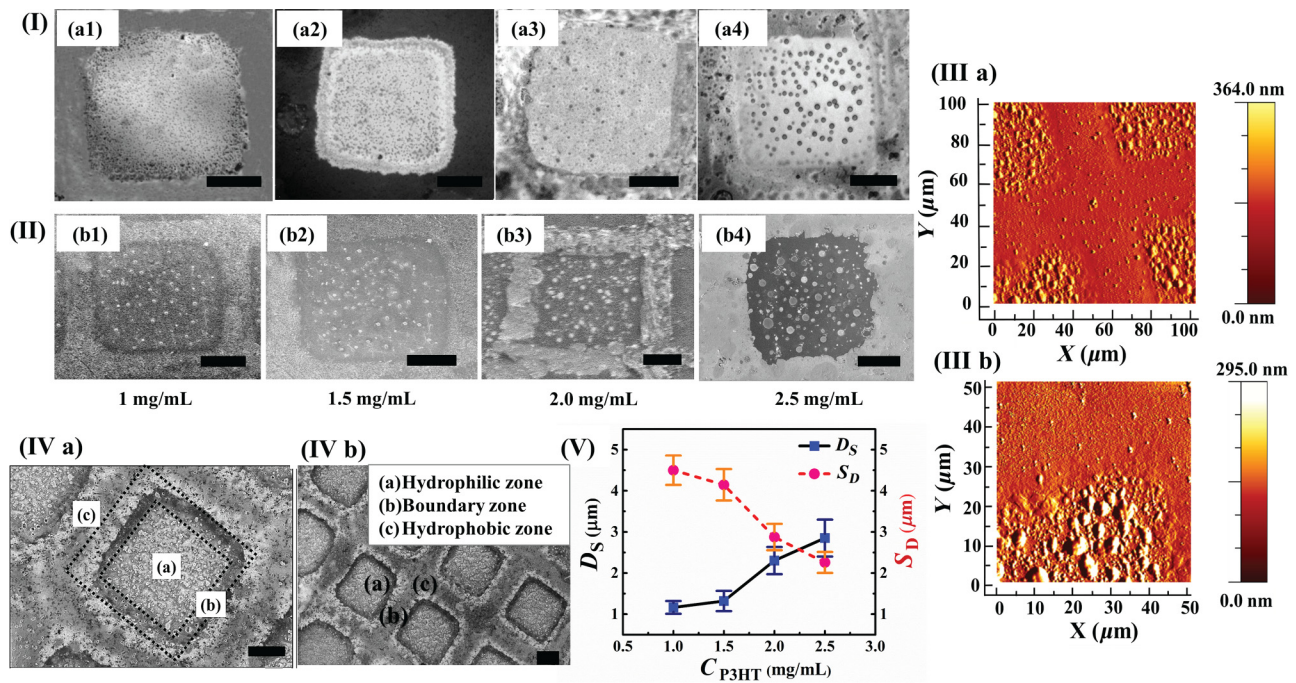 (I)
(a1)
(a2)
(a3)
(a4)
(II)
(b1)
(b2)
(b3)
(b4)
1 mg/mL
1.5 mg/mL
2.0 mg/mL
2.5 mg/mL
(III a)
364.0 nm
100
80
60
40
20
0
Y (μm)
0 20 40 60 80 100
X (μm)
0.0 nm
(III b)
295.0 nm
50
40
30
20
10
0
Y (μm)
0 10 20 30 40 50
X (μm)
0.0 nm
(IV a)
(c)
(a)
(b)
(IV b)
(a)Hydrophilic zone
(b)Boundary zone
(c)Hydrophobic zone
(a)
(c)
(b)
(V)
D_S
S_D
5
4
3
2
1
D_S (μm)
5
4
3
2
1
S_D (μm)
0.5 1.0 1.5 2.0 2.5 3.0
C_P3HT (mg/mL)